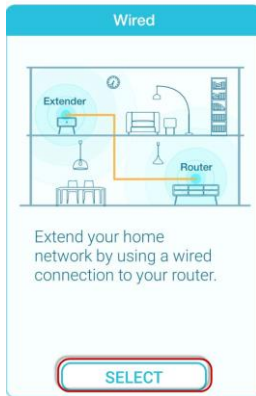 Wired
Extender
Router
Extend your home
network by using a wired
connection to your router.
SELECT